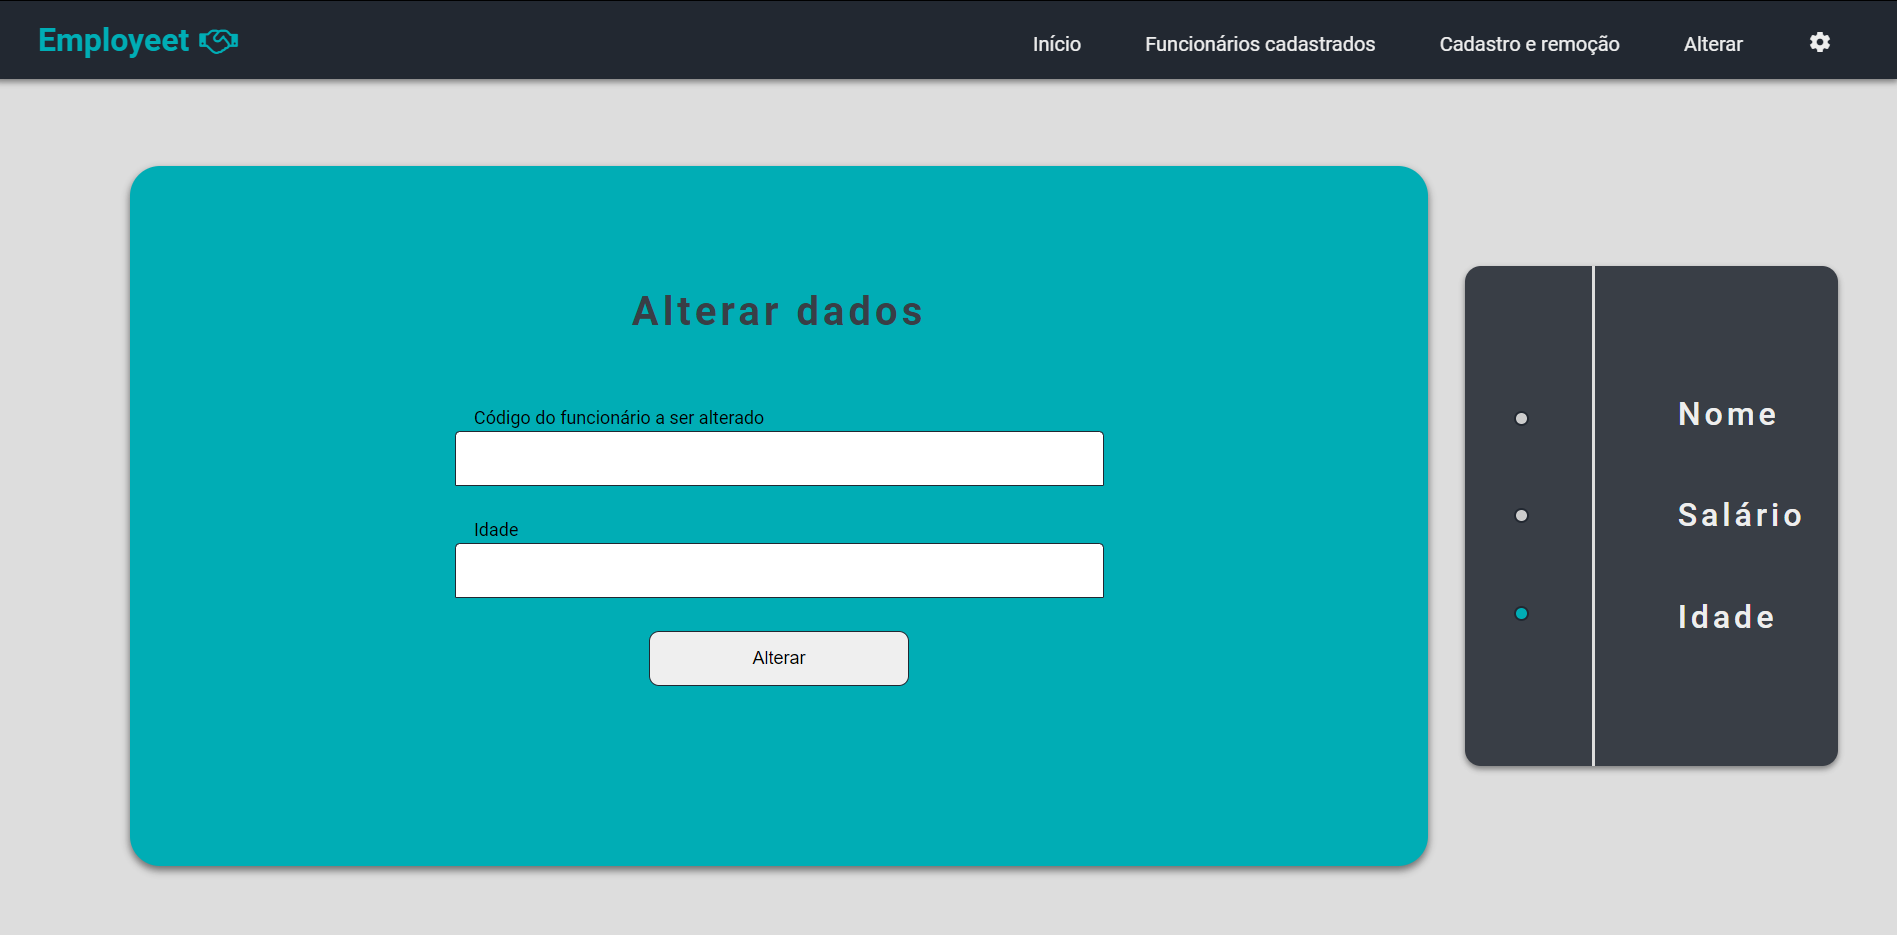 Employeet
Início Funcionários cadastrados Cadastro e remoção Alterar
Alterar dados
Código do funcionário a ser alterado
Idade
Alterar
Nome
Salário
Idade